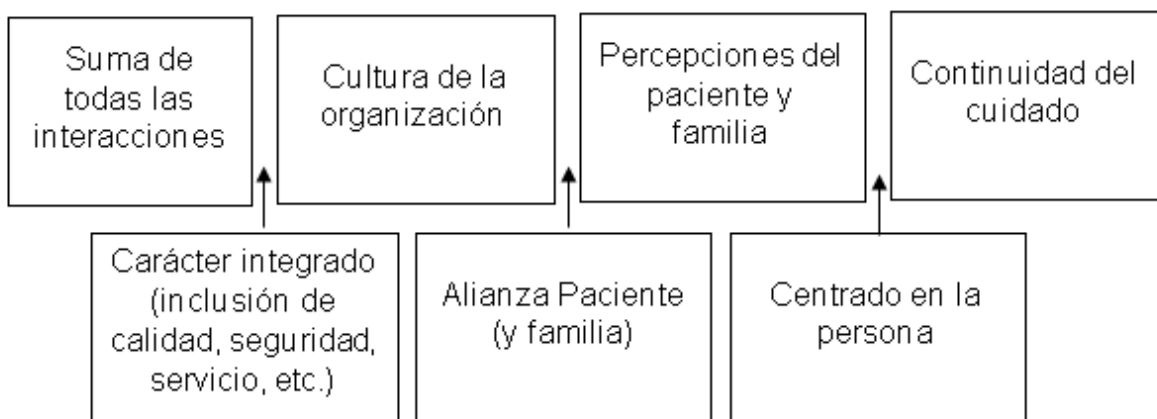 Suma de
todas las
interacciones
Cultura de la
organización
Percepciones del
paciente y
familia
Continuidad del
cuidado
Carácter integrado
(inclusión de
calidad, seguridad,
servicio, etc.)
Alianza Paciente
(y familia)
Centrado en la
persona